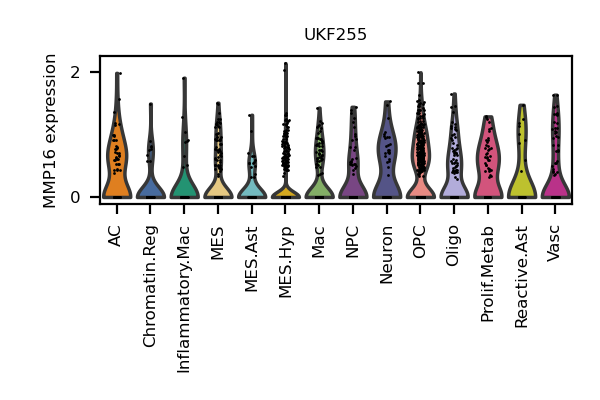 UKF255
MMP16 expression
2
0
AC
Chromatin.Reg
Inflammatory.Mac
MES
MES.Ast
MES.Hyp
Mac
NPC
Neuron
OPC
Oligo
Prolif.Metab
Reactive.Ast
Vasc